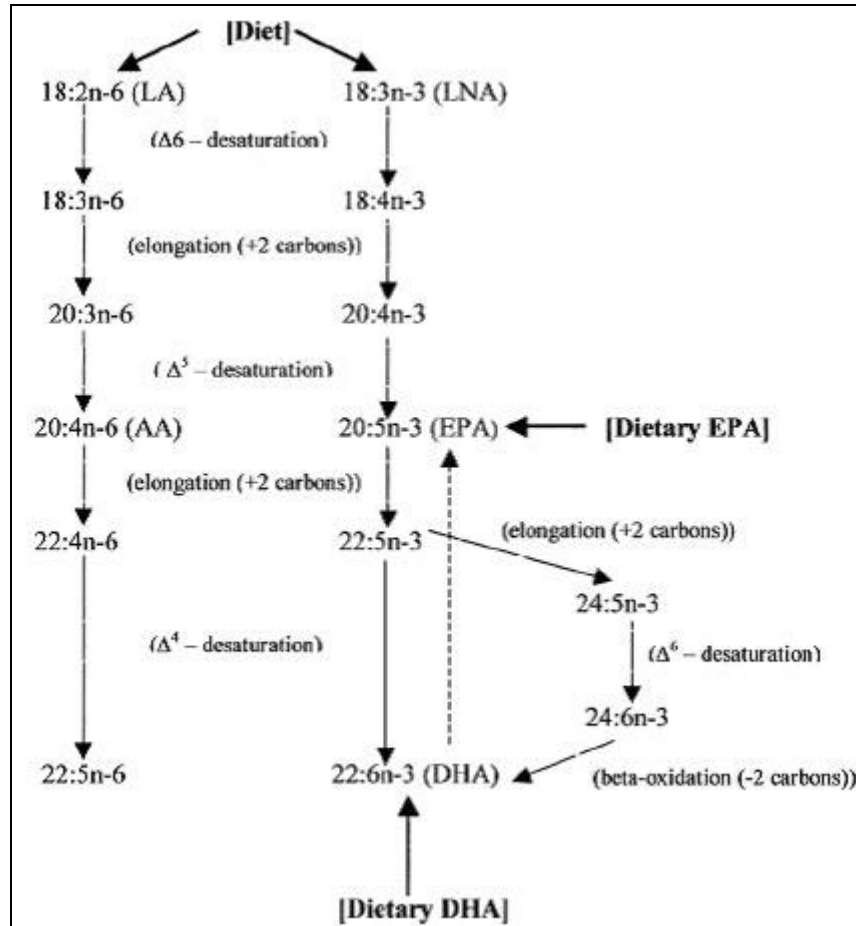 [Diet]
18:2n-6 (LA) 18:3n-3 (LNA)
(Δ6 – desaturation)
18:3n-6 18:4n-3
(elongation (+2 carbons))
20:3n-6 20:4n-3
(Δ⁵ – desaturation)
20:4n-6 (AA) 20:5n-3 (EPA) [Dietary EPA]
(elongation (+2 carbons))
22:4n-6 22:5n-3 (elongation (+2 carbons))
24:5n-3
(Δ⁴ – desaturation) (Δ⁶ – desaturation)
24:6n-3
22:5n-6 22:6n-3 (DHA) (beta-oxidation (-2 carbons))
[Dietary DHA]